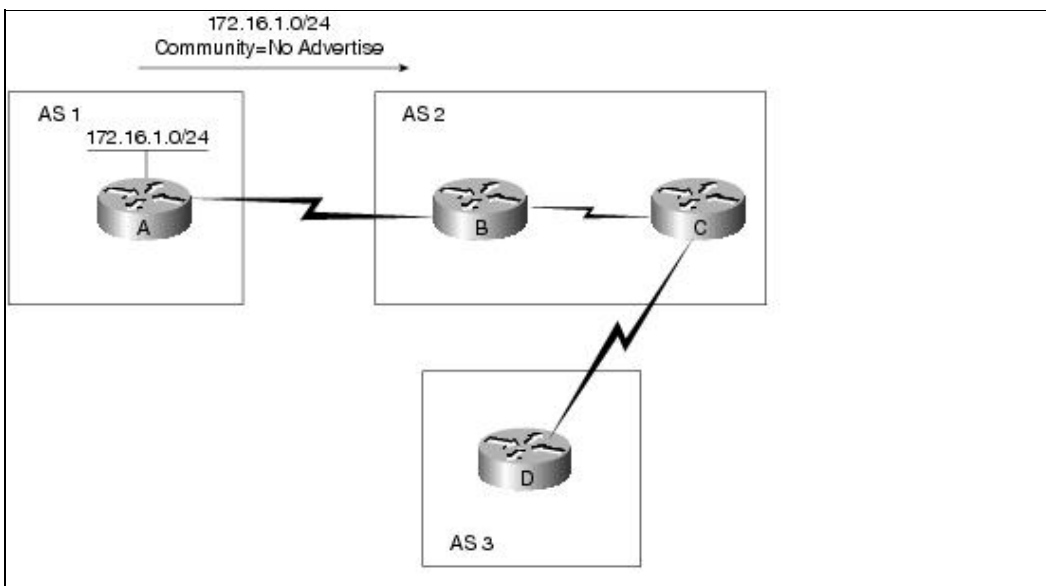 172.16.1.0/24
Community=No Advertise
AS 1
172.16.1.0/24
A
AS 2
B
C
D
AS 3